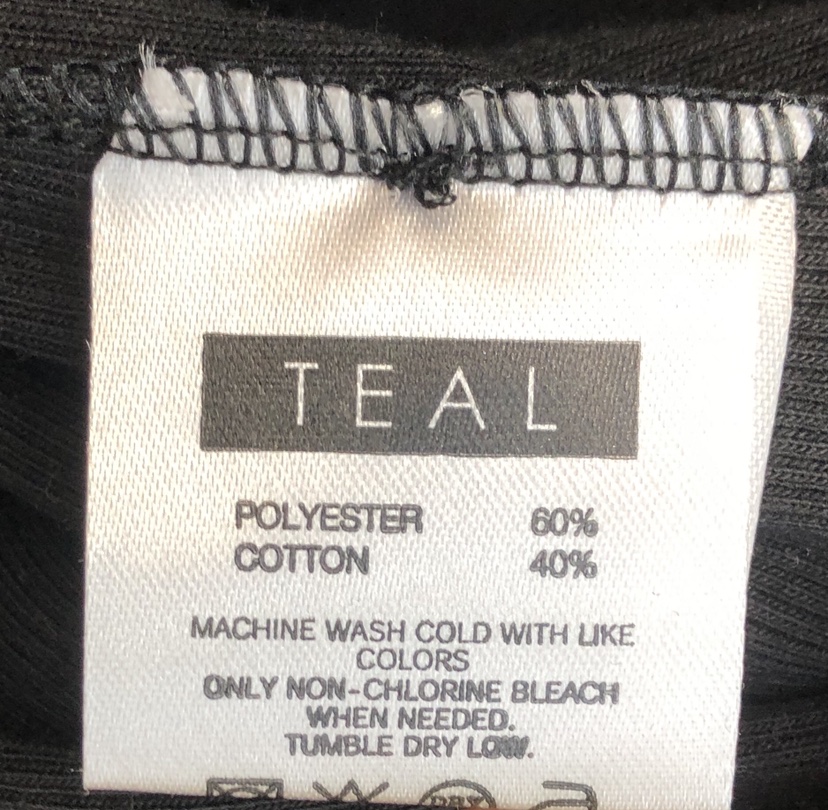 TEAL
POLYESTER 60%
COTTON 40%
MACHINE WASH COLD WITH LIKE
COLORS
ONLY NON-CHLORINE BLEACH
WHEN NEEDED.
TUMBLE DRY LOW.
DRY